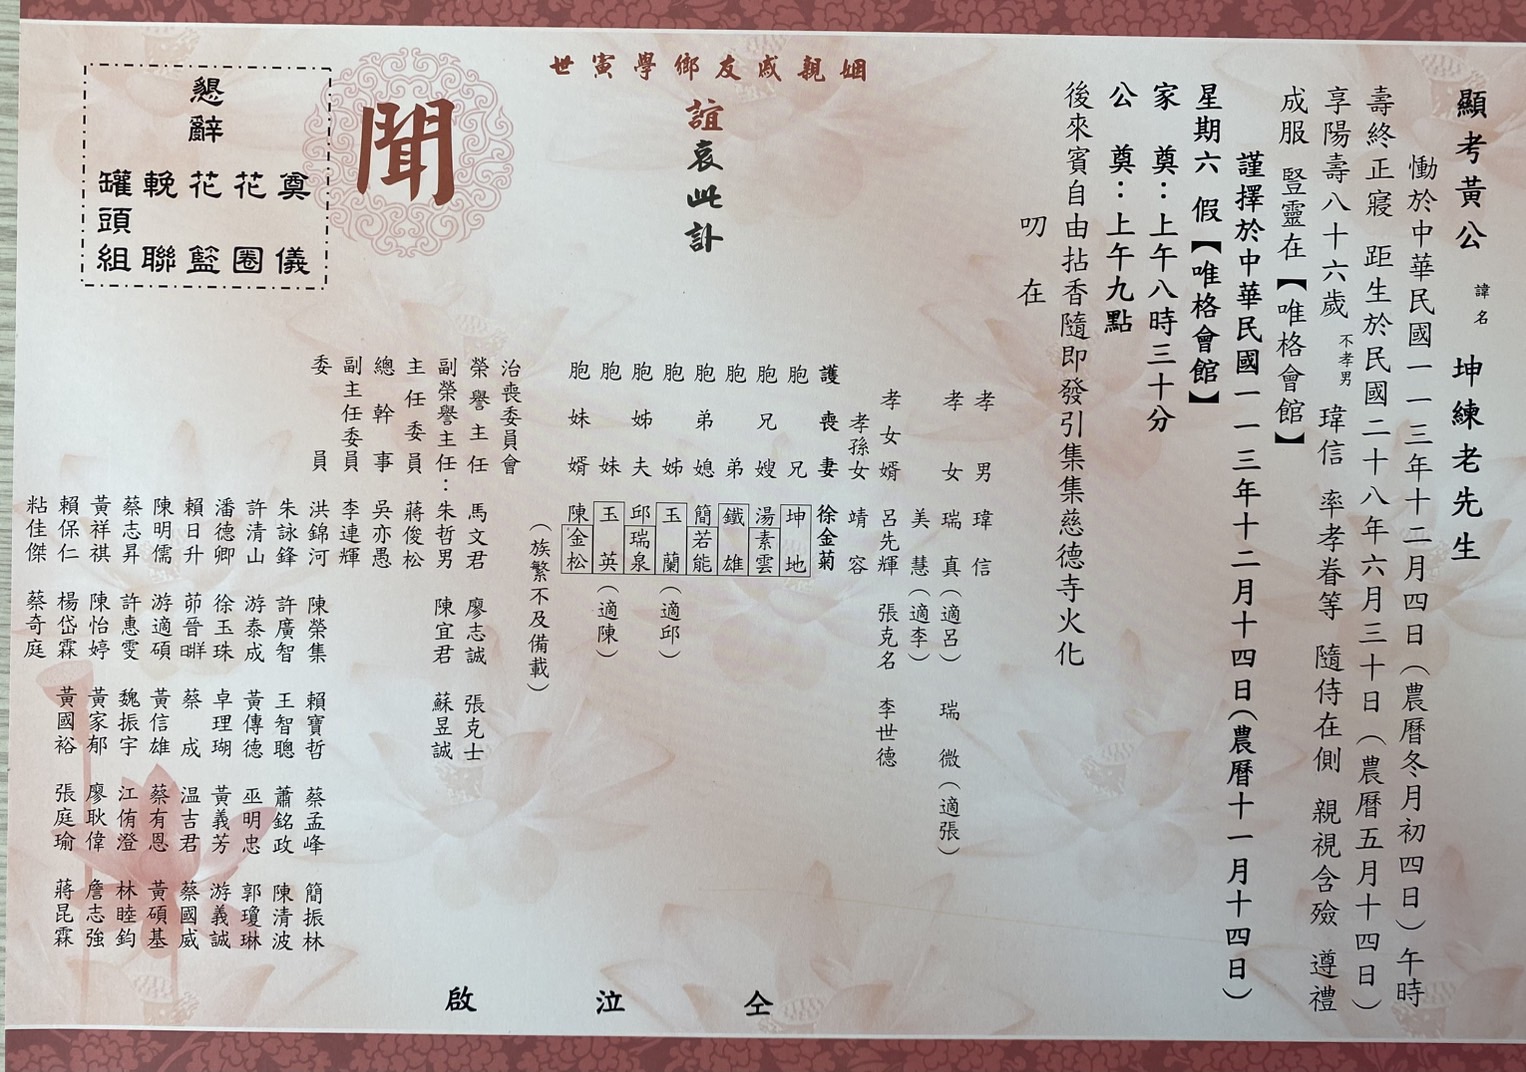 顯考黃公 諱名 坤練老先生
慟於中華民國一一三年十二月四日(農曆冬月初四日)午時
壽終正寢 距生於民國二十八年六月三十日(農曆五月十四日)
享陽壽八十六歲 不孝男 瑋信 率孝眷等 隨侍在側 親視含殮 遵禮
成服 豎靈在【唯格會館】
謹擇於中華民國一一三年十二月十四日(農曆十一月十四日)
星期六 假【唯格會館】
家 奠:上午八時三十分
公 奠:上午九點
後來賓自由拈香隨即發引集集慈德寺火化
叨在
姻親戚友鄉學寅世
誼哀此訃
聞
孝男 瑋信
孝女 瑞真(適呂) 瑞微(適張)
美慧(適李)
孝女婿 呂先輝 張克名 李世德
孝孫女 靖容
護喪妻 徐金菊
胞兄 坤地
胞兄嫂 湯素雲
胞弟 鐵雄
胞弟媳 簡若能
胞姊 玉蘭(適邱)
胞姊夫 邱瑞泉
胞妹 玉英(適陳)
胞妹婿 陳金松
(族繁不及備載)
仝 泣 啟
治喪委員會
榮譽主任 馬文君 廖志誠 張克士
副榮譽主任:朱哲男 陳宜君 蘇昱誠
主任委員 蔣俊松
總幹事 吳亦愚
副主任委員 李連輝
委員 洪錦河 陳榮集 賴寶哲 蔡孟峰 簡振林
朱詠鋒 許廣智 王智聰 蕭銘政 陳清波
許清山 游泰成 黃傳德 巫明忠 郭瓊琳
潘德卿 徐玉珠 卓理瑚 黃義芳 游義誠
賴日升 茆晉 蔡成 温吉君 蔡國威
陳明儒 游適碩 黃信雄 蔡有恩 黃碩基
蔡志昇 許惠雯 魏振宇 江侑澄 林睦鈞
黃祥祺 陳怡婷 黃家郁 廖耿偉 詹志強
賴保仁 楊岱霖 黃國裕 張庭瑜 蔣昆霖
粘佳傑 蔡奇庭
懇辭
奠儀
花圈
花籃
輓聯
罐頭組